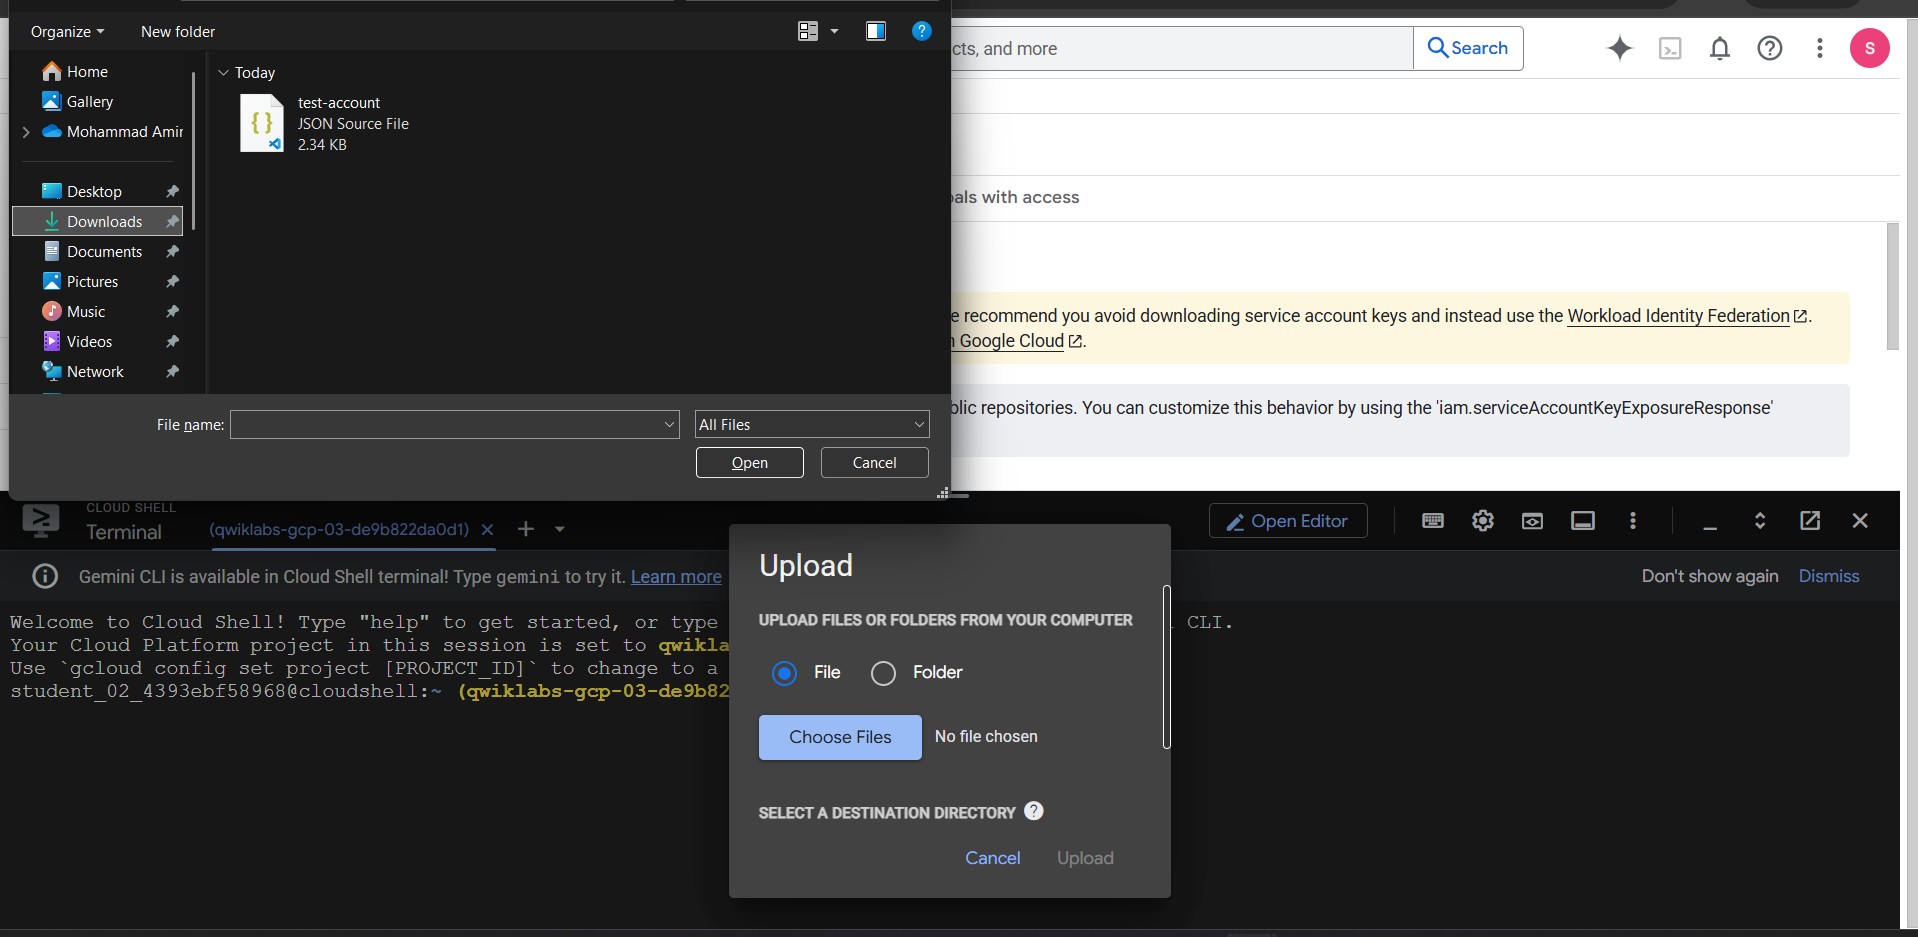 Organize
New folder
Home
Gallery
Mohammad Amir
Desktop
Downloads
Documents
Pictures
Music
Videos
Network
Today
test-account
JSON Source File
2.34 KB
File name:
All Files
Open
Cancel
cts, and more
Search
S
als with access
e recommend you avoid downloading service account keys and instead use the Workload Identity Federation.
Google Cloud.
blic repositories. You can customize this behavior by using the 'iam.serviceAccountKeyExposureResponse'
CLOUD SHELL
Terminal
(qwiklabs-gcp-03-de9b822da0d1)
Open Editor
Gemini CLI is available in Cloud Shell terminal! Type gemini to try it. Learn more
Don't show again
Dismiss
Welcome to Cloud Shell! Type "help" to get started, or type
CLI.
Your Cloud Platform project in this session is set to qwikla
Use `gcloud config set project [PROJECT_ID]` to change to a
student_02_4393ebf58968@cloudshell:~ (qwiklabs-gcp-03-de9b82
Upload
UPLOAD FILES OR FOLDERS FROM YOUR COMPUTER
File
Folder
Choose Files
No file chosen
SELECT A DESTINATION DIRECTORY
Cancel
Upload